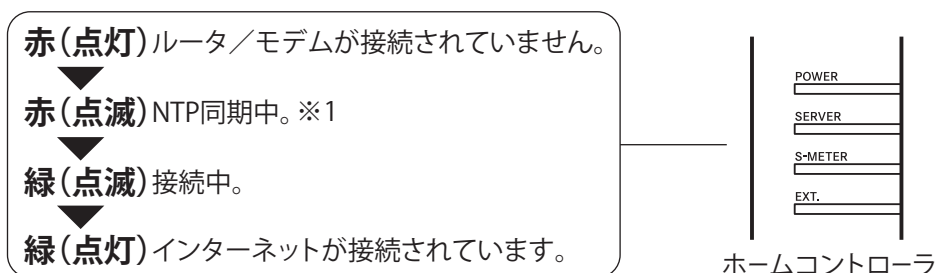 赤（点灯）ルータ／モデムが接続されていません。
赤（点滅）NTP同期中。※1
緑（点滅）接続中。
緑（点灯）インターネットが接続されています。
POWER
SERVER
S-METER
EXT.
ホームコントローラ